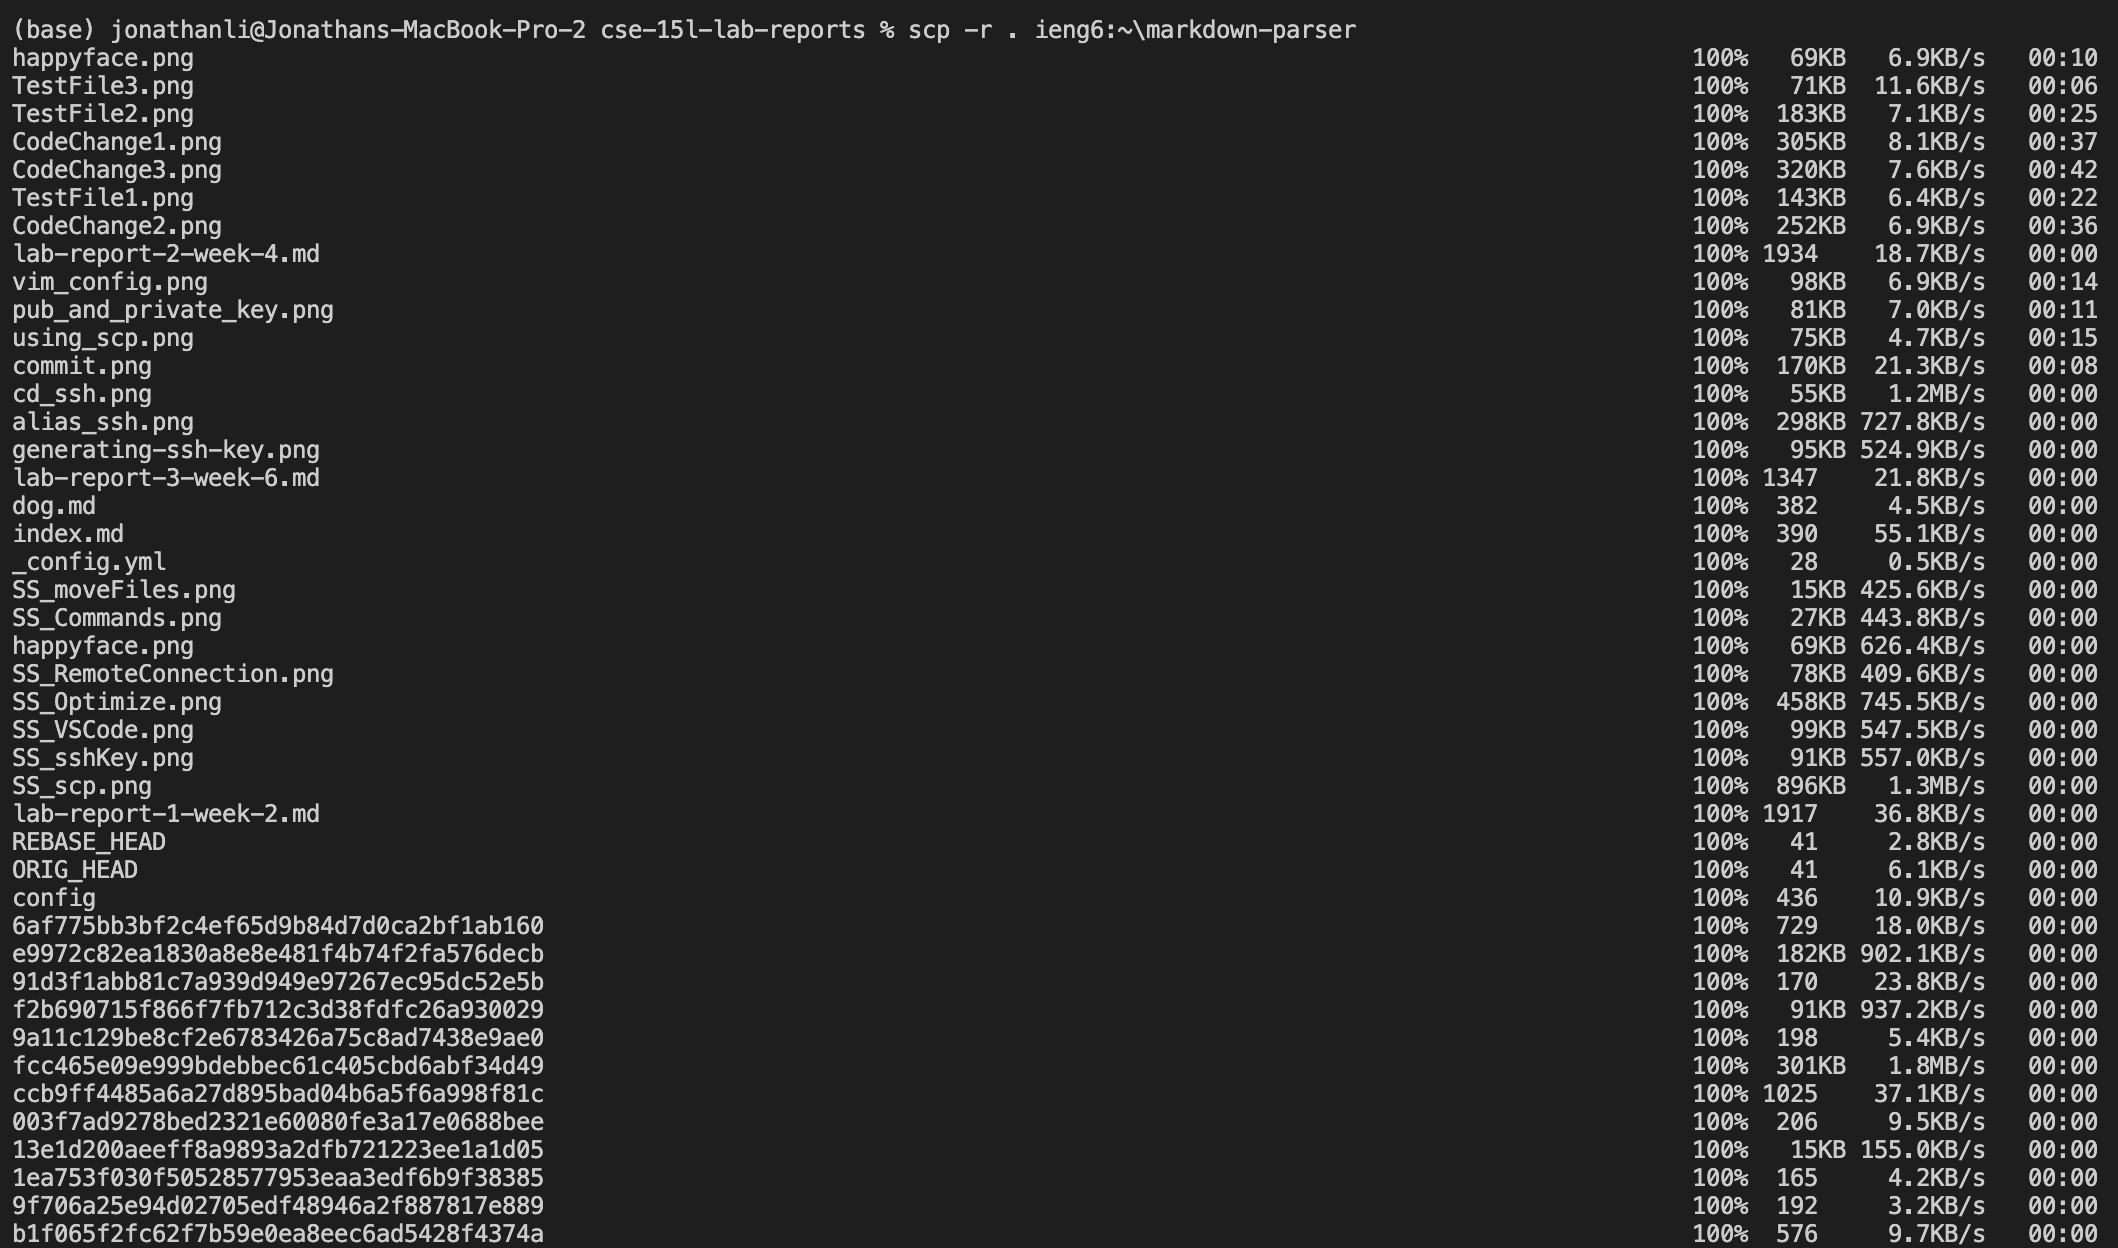 (base) jonathanli@Jonathans-MacBook-Pro-2 cse-15l-lab-reports % scp -r . ieng6:~\markdown-parser
happyface.png 100% 69KB 6.9KB/s 00:10
TestFile3.png 100% 71KB 11.6KB/s 00:06
TestFile2.png 100% 183KB 7.1KB/s 00:25
CodeChange1.png 100% 305KB 8.1KB/s 00:37
CodeChange3.png 100% 320KB 7.6KB/s 00:42
TestFile1.png 100% 143KB 6.4KB/s 00:22
CodeChange2.png 100% 252KB 6.9KB/s 00:36
lab-report-2-week-4.md 100% 1934 18.7KB/s 00:00
vim_config.png 100% 98KB 6.9KB/s 00:14
pub_and_private_key.png 100% 81KB 7.0KB/s 00:11
using_scp.png 100% 75KB 4.7KB/s 00:15
commit.png 100% 170KB 21.3KB/s 00:08
cd_ssh.png 100% 55KB 1.2MB/s 00:00
alias_ssh.png 100% 298KB 727.8KB/s 00:00
generating-ssh-key.png 100% 95KB 524.9KB/s 00:00
lab-report-3-week-6.md 100% 1347 21.8KB/s 00:00
dog.md 100% 382 4.5KB/s 00:00
index.md 100% 390 55.1KB/s 00:00
_config.yml 100% 28 0.5KB/s 00:00
SS_moveFiles.png 100% 15KB 425.6KB/s 00:00
SS_Commands.png 100% 27KB 443.8KB/s 00:00
happyface.png 100% 69KB 626.4KB/s 00:00
SS_RemoteConnection.png 100% 78KB 409.6KB/s 00:00
SS_Optimize.png 100% 458KB 745.5KB/s 00:00
SS_VSCode.png 100% 99KB 547.5KB/s 00:00
SS_sshKey.png 100% 91KB 557.0KB/s 00:00
SS_scp.png 100% 896KB 1.3MB/s 00:00
lab-report-1-week-2.md 100% 1917 36.8KB/s 00:00
REBASE_HEAD 100% 41 2.8KB/s 00:00
ORIG_HEAD 100% 41 6.1KB/s 00:00
config 100% 436 10.9KB/s 00:00
6af775bb3bf2c4ef65d9b84d7d0ca2bf1ab160 100% 729 18.0KB/s 00:00
e9972c82ea1830a8e8e481f4b74f2fa576decb 100% 182KB 902.1KB/s 00:00
91d3f1abb81c7a939d949e97267ec95dc52e5b 100% 170 23.8KB/s 00:00
f2b690715f866f7fb712c3d38fdfc26a930029 100% 91KB 937.2KB/s 00:00
9a11c129be8cf2e6783426a75c8ad7438e9ae0 100% 198 5.4KB/s 00:00
fcc465e09e999bdebbec61c405cbd6abf34d49 100% 301KB 1.8MB/s 00:00
ccb9ff4485a6a27d895bad04b6a5f6a998f81c 100% 1025 37.1KB/s 00:00
003f7ad9278bed2321e60080fe3a17e0688bee 100% 206 9.5KB/s 00:00
13e1d200aeeff8a9893a2dfb721223ee1a1d05 100% 15KB 155.0KB/s 00:00
1ea753f030f50528577953eaa3edf6b9f38385 100% 165 4.2KB/s 00:00
9f706a25e94d02705edf48946a2f887817e889 100% 192 3.2KB/s 00:00
b1f065f2fc62f7b59e0ea8eec6ad5428f4374a 100% 576 9.7KB/s 00:00